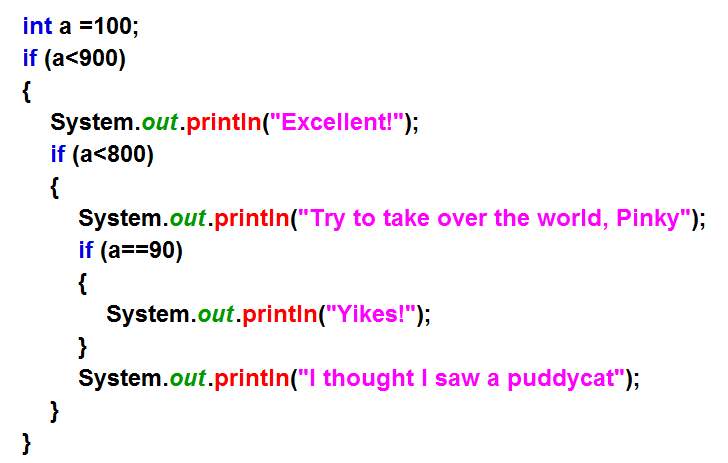 int a =100;
if (a<900)
{
System.out.println("Excellent!");
if (a<800)
{
System.out.println("Try to take over the world, Pinky");
if (a==90)
{
System.out.println("Yikes!");
}
System.out.println("I thought I saw a puddycat");
}
}